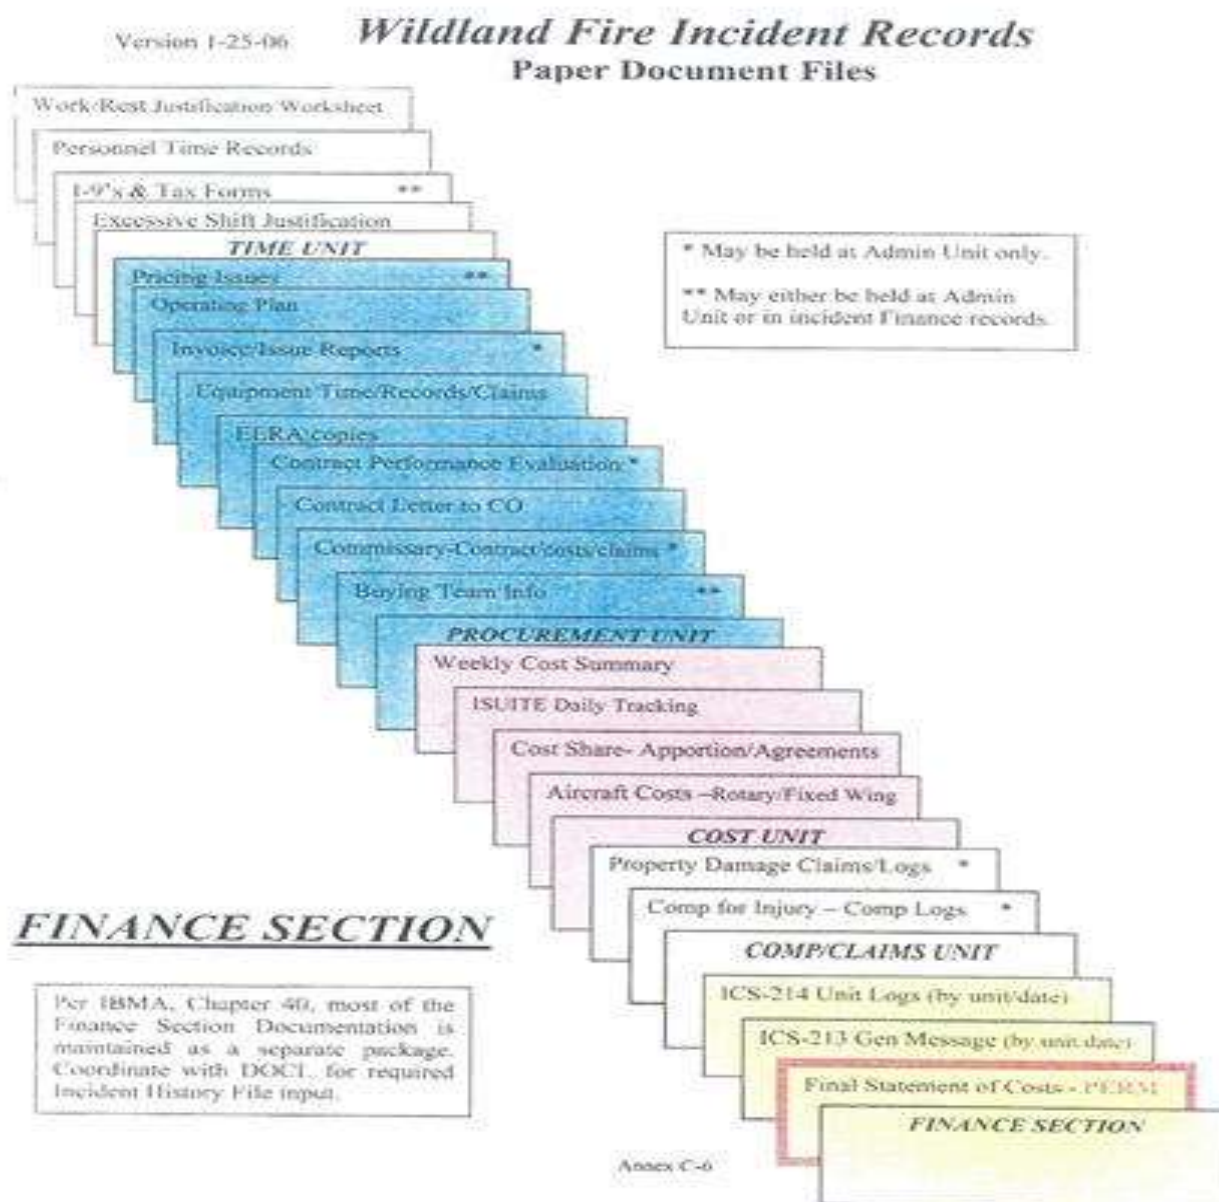 Version 1-25-06
Wildland Fire Incident Records
Paper Document Files
Work/Rest Justification Worksheet
Personnel Time Records
I-9's & Tax Forms **
Excessive Shift Justification
TIME UNIT
Pricing Issues **
Operating Plan
Invoice/Issue Reports *
Equipment Time/Records/Claims
EERA copies
Contract Performance Evaluation *
Contract Letter to CO
Commissary-Contract/costs/claims *
Buying Team Info **
PROCUREMENT UNIT
Weekly Cost Summary
ISUITE Daily Tracking
Cost Share- Apportion/Agreements
Aircraft Costs –Rotary/Fixed Wing
COST UNIT
Property Damage Claims/Logs *
Comp for Injury – Comp Logs *
COMP/CLAIMS UNIT
ICS-214 Unit Logs (by unit/date)
ICS-213 Gen Message (by unit/date)
Final Statement of Costs - PERM
FINANCE SECTION
* May be held at Admin Unit only.
** May either be held at Admin
Unit or in incident Finance records.
FINANCE SECTION
Per IBMA, Chapter 40, most of the
Finance Section Documentation is
maintained as a separate package.
Coordinate with DOCL for required
Incident History File input.
Annex C-6